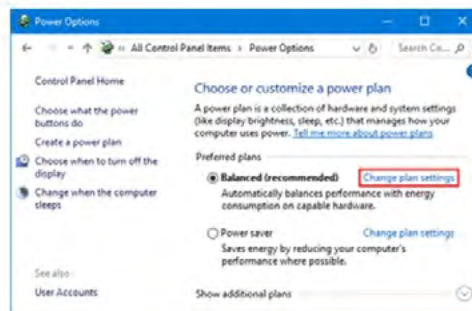 Power Options
All Control Panel Items › Power Options
Search Co...
Control Panel Home
Choose what the power
buttons do
Create a power plan
Choose when to turn off the
display
Change when the computer
sleeps
See also
User Accounts
Choose or customize a power plan
A power plan is a collection of hardware and system settings
(like display brightness, sleep, etc.) that manages how your
computer uses power. Tell me more about power plans
Preferred plans
Balanced (recommended) Change plan settings
Automatically balances performance with energy
consumption on capable hardware.
Power saver Change plan settings
Saves energy by reducing your computer's
performance where possible.
Show additional plans